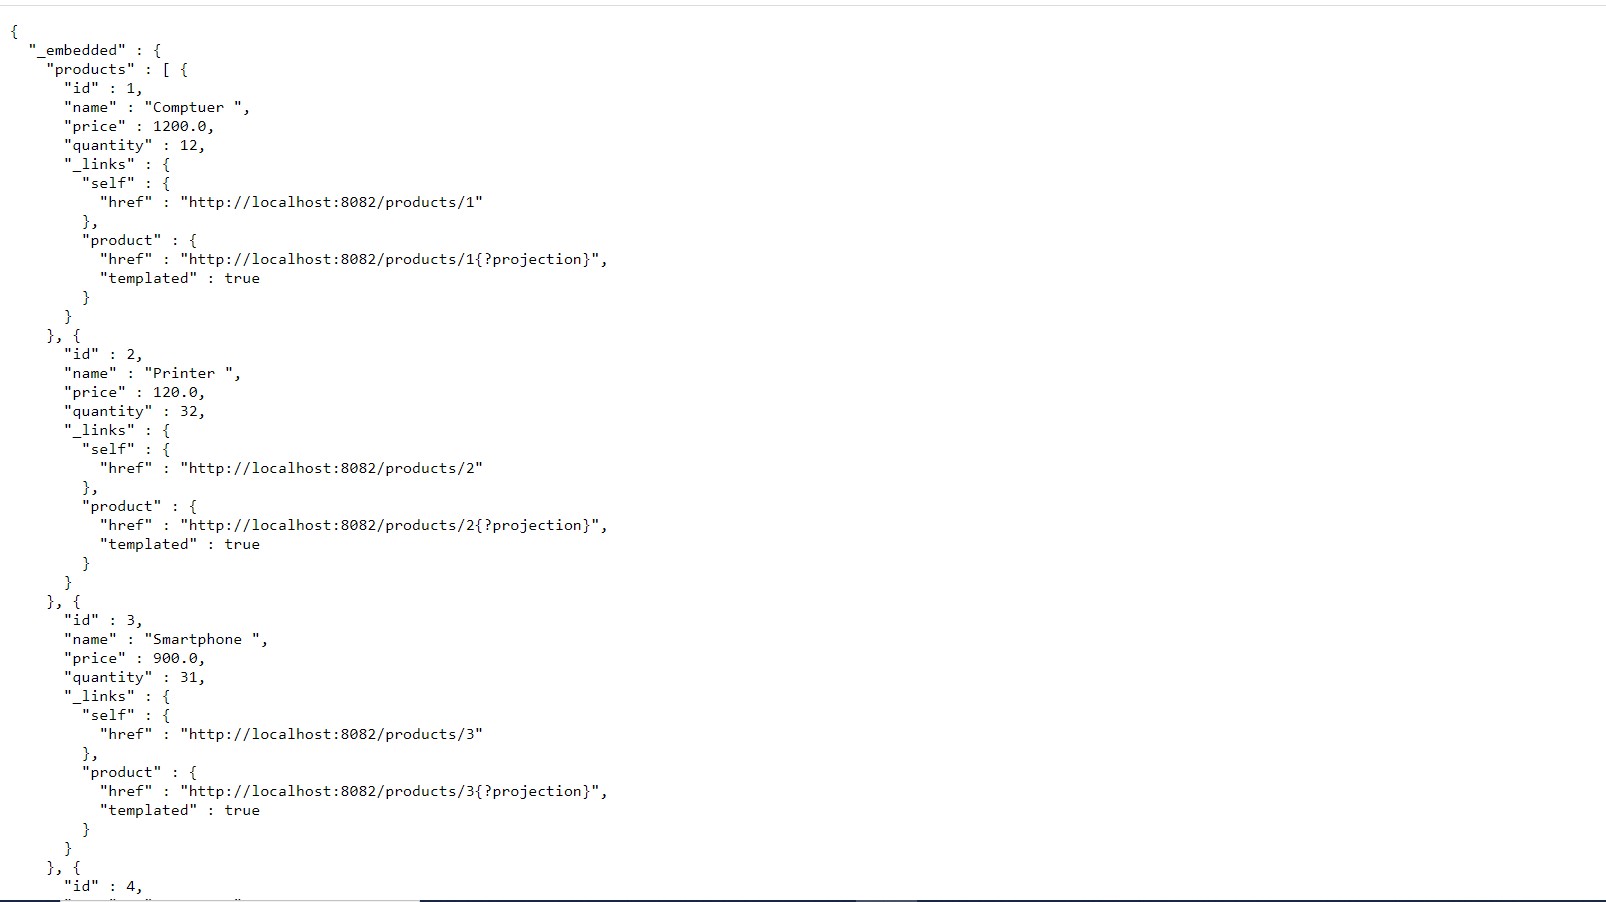 {
  "_embedded" : {
    "products" : [ {
      "id" : 1,
      "name" : "Comptuer ",
      "price" : 1200.0,
      "quantity" : 12,
      "_links" : {
        "self" : {
          "href" : "http://localhost:8082/products/1"
        },
        "product" : {
          "href" : "http://localhost:8082/products/1{?projection}",
          "templated" : true
        }
      }
    }, {
      "id" : 2,
      "name" : "Printer ",
      "price" : 120.0,
      "quantity" : 32,
      "_links" : {
        "self" : {
          "href" : "http://localhost:8082/products/2"
        },
        "product" : {
          "href" : "http://localhost:8082/products/2{?projection}",
          "templated" : true
        }
      }
    }, {
      "id" : 3,
      "name" : "Smartphone ",
      "price" : 900.0,
      "quantity" : 31,
      "_links" : {
        "self" : {
          "href" : "http://localhost:8082/products/3"
        },
        "product" : {
          "href" : "http://localhost:8082/products/3{?projection}",
          "templated" : true
        }
      }
    }, {
      "id" : 4,